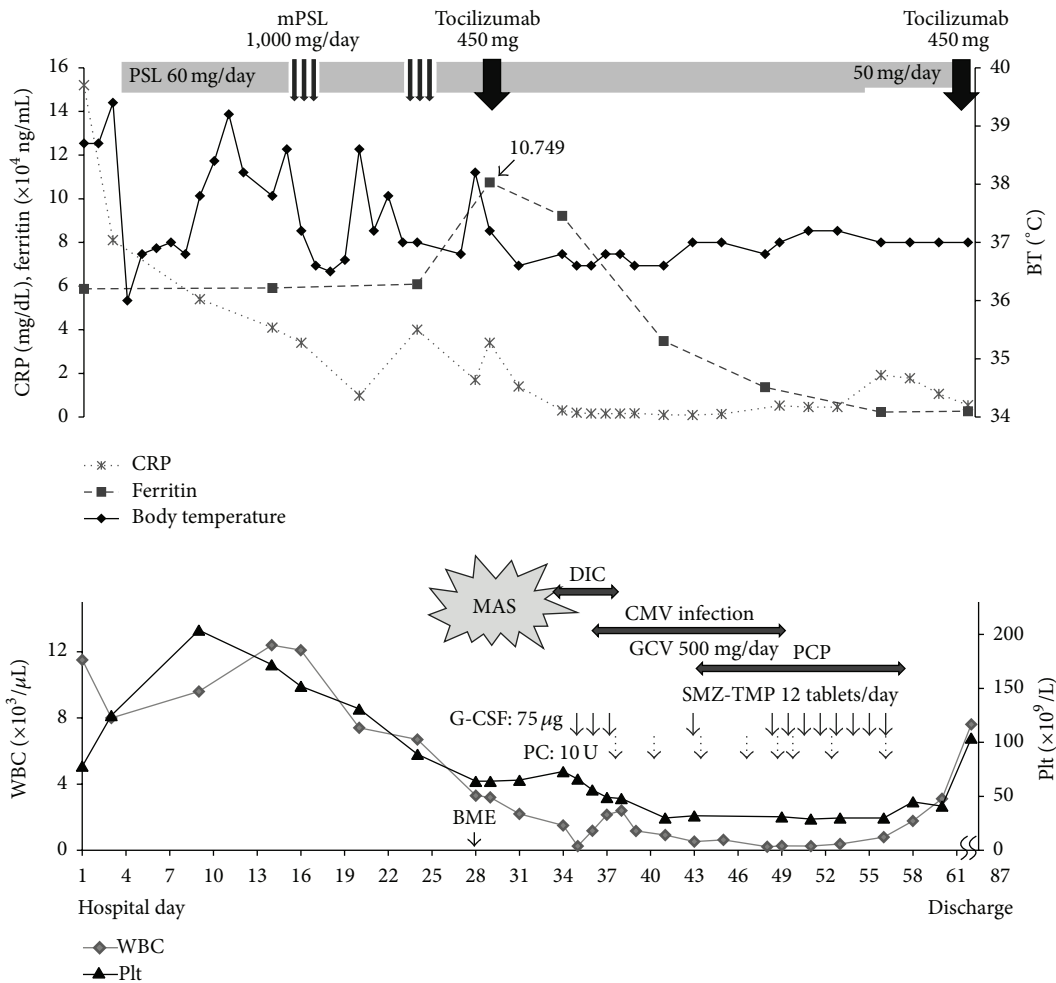 mPSL
1,000 mg/day
Tocilizumab
450 mg
Tocilizumab
450 mg
PSL 60 mg/day
50 mg/day
16
14
12
10
8
6
4
2
0
CRP (mg/dL), ferritin (×10⁴ ng/mL)
10.749
40
39
38
37
36
35
34
BT (°C)
CRP
Ferritin
Body temperature
MAS
DIC
CMV infection
GCV 500 mg/day
PCP
SMZ-TMP 12 tablets/day
G-CSF: 75 μg
PC: 10 U
BME
12
8
4
0
WBC (×10³/μL)
200
150
100
50
0
Plt (×10⁹/L)
1 4 7 10 13 16 19 22 25 28 31 34 37 40 43 46 49 52 55 58 61 87
Hospital day
Discharge
WBC
Plt